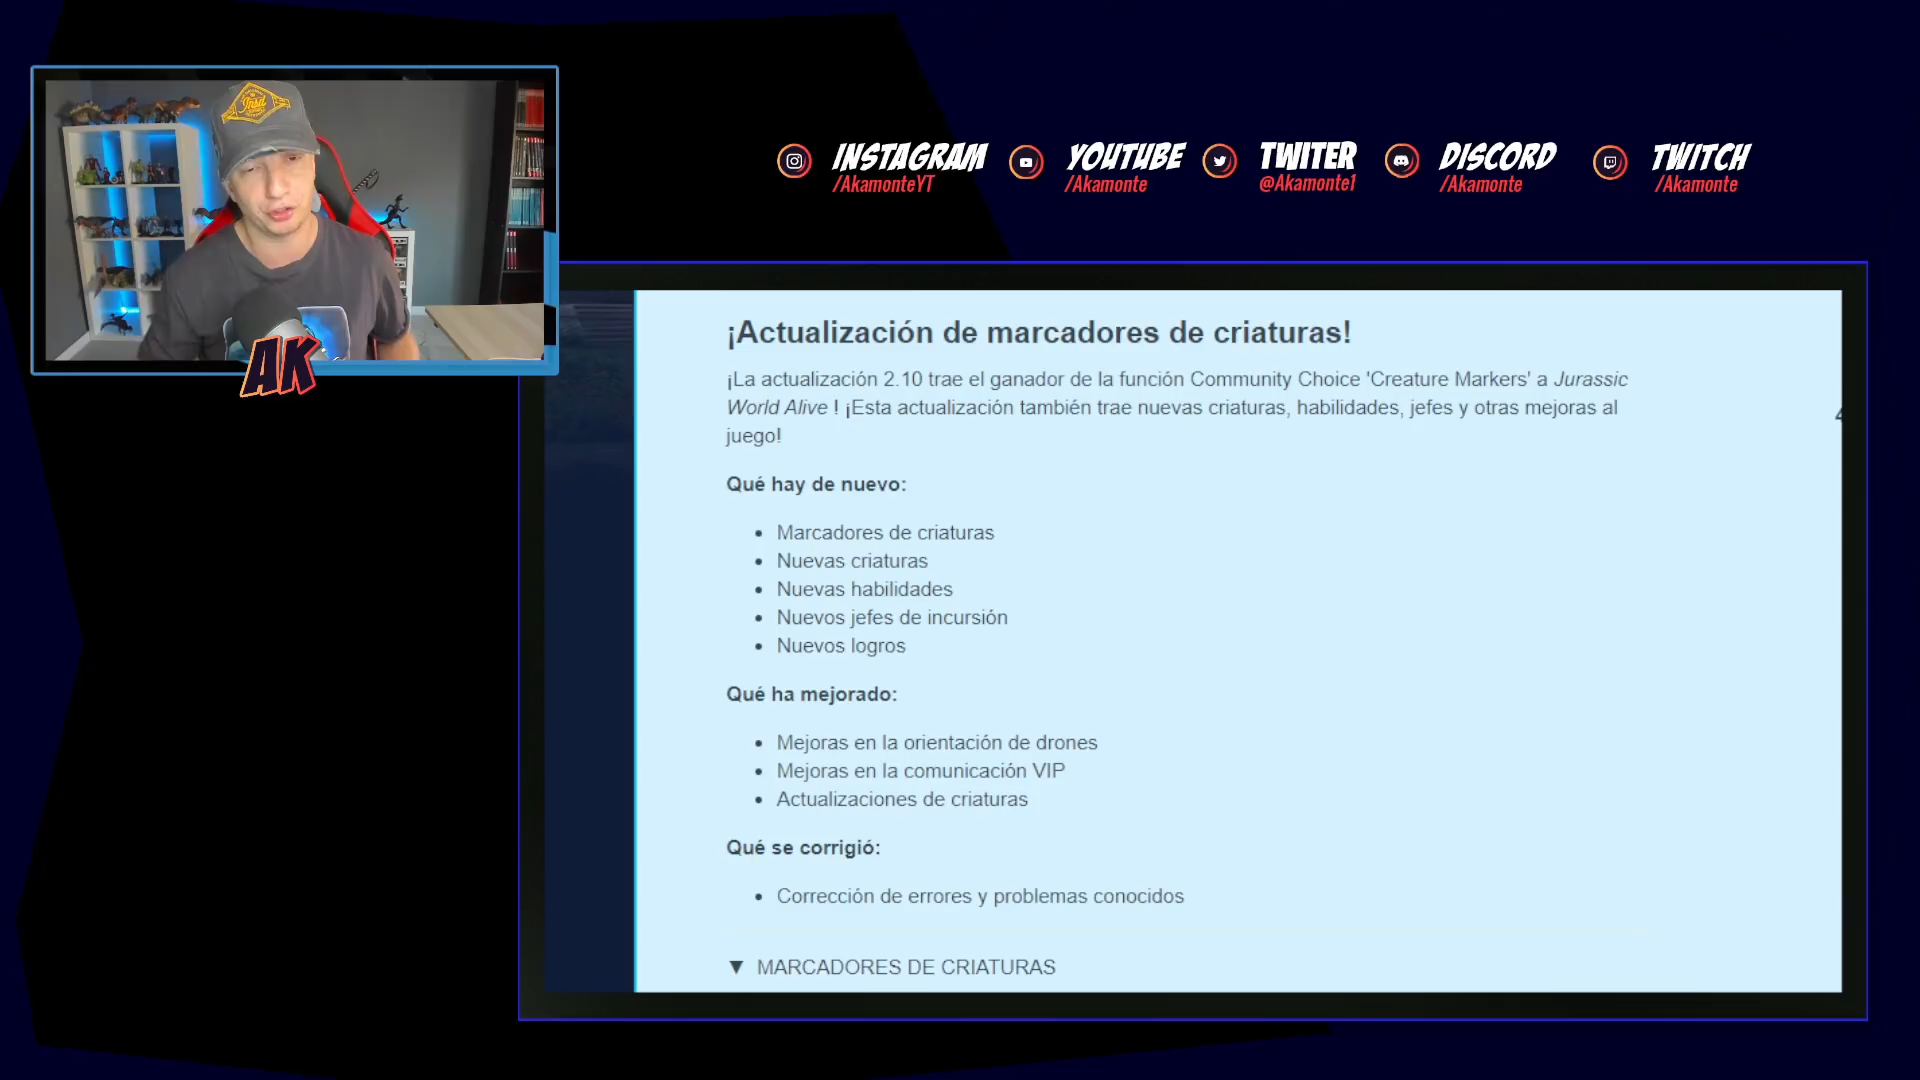 Insd
AK
INSTAGRAM
/AkamonteYT
YOUTUBE
/Akamonte
TWITER
@Akamonte1
DISCORD
/Akamonte
TWITCH
/Akamonte
¡Actualización de marcadores de criaturas!
¡La actualización 2.10 trae el ganador de la función Community Choice 'Creature Markers' a Jurassic
World Alive ! ¡Esta actualización también trae nuevas criaturas, habilidades, jefes y otras mejoras al
juego!
Qué hay de nuevo:
• Marcadores de criaturas
• Nuevas criaturas
• Nuevas habilidades
• Nuevos jefes de incursión
• Nuevos logros
Qué ha mejorado:
• Mejoras en la orientación de drones
• Mejoras en la comunicación VIP
• Actualizaciones de criaturas
Qué se corrigió:
• Corrección de errores y problemas conocidos
▼ MARCADORES DE CRIATURAS